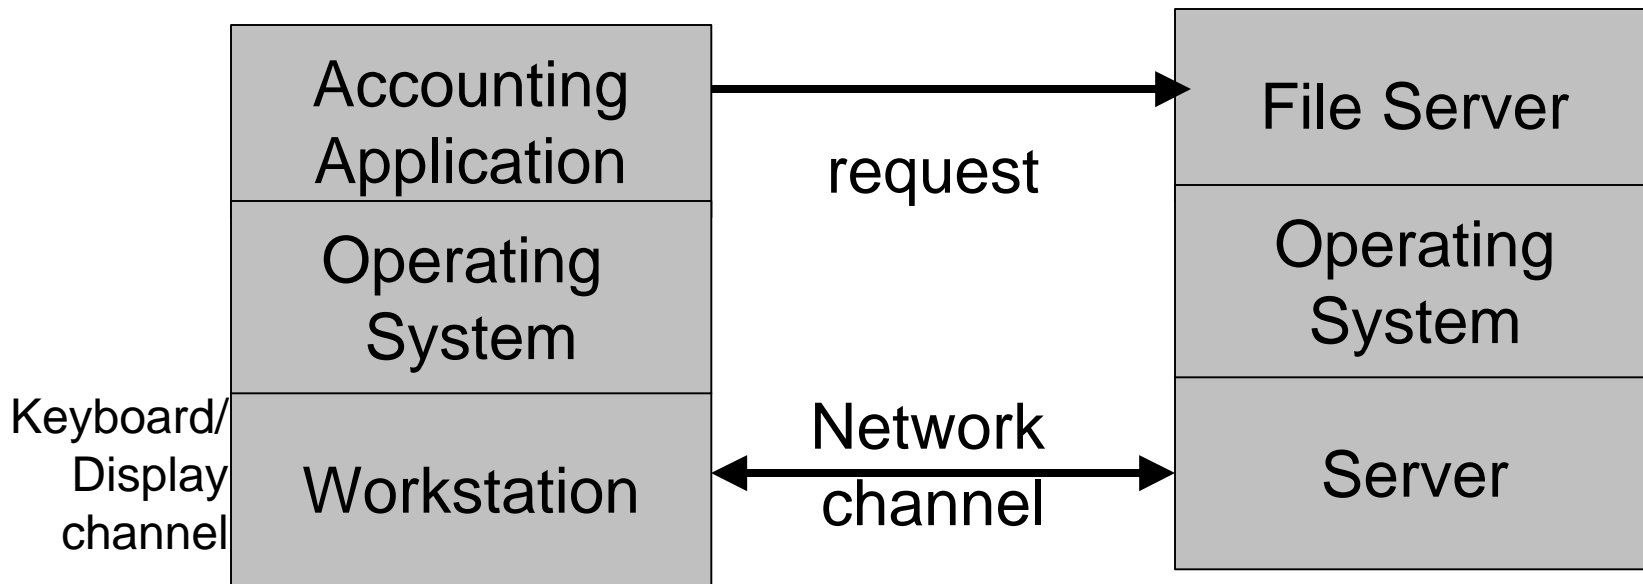 Accounting
Application
Operating
System
Keyboard/
Display
channel
Workstation
request
Network
channel
File Server
Operating
System
Server